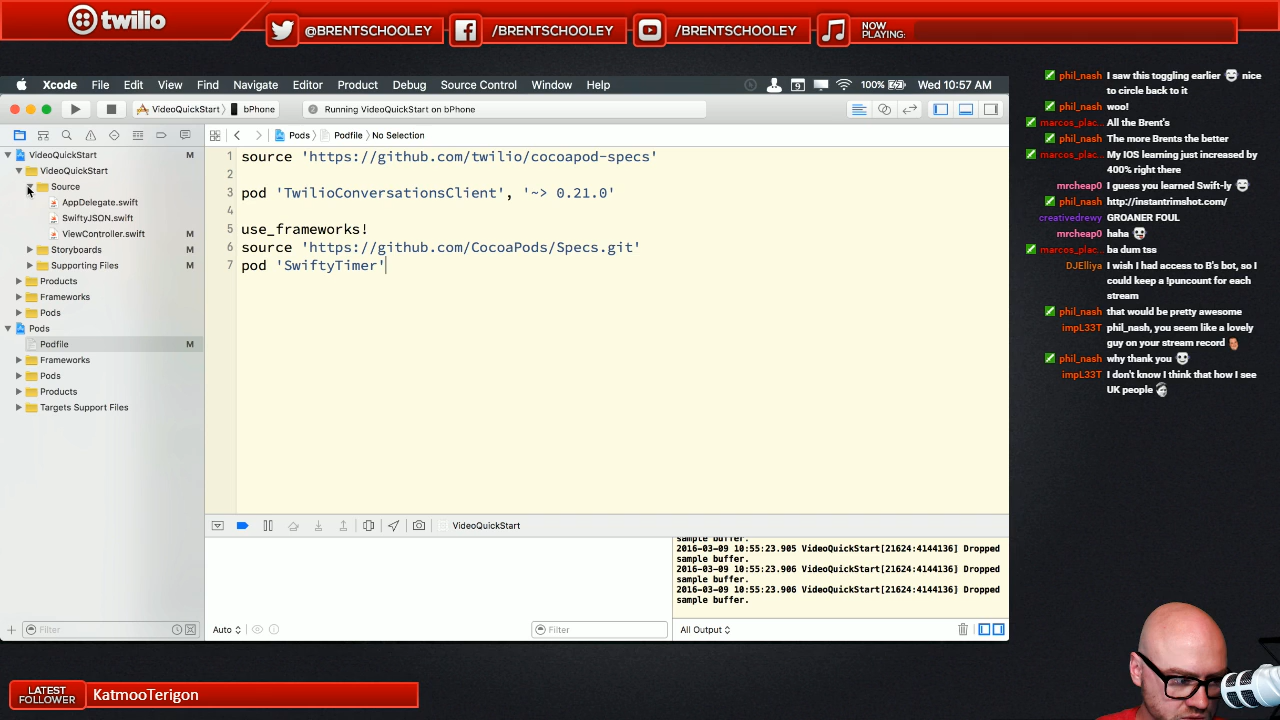 twilio
@BRENTSCHOOLEY
/BRENTSCHOOLEY
/BRENTSCHOOLEY
NOW
PLAYING:
Xcode File Edit View Find Navigate Editor Product Debug Source Control Window Help
9
100%
Wed 10:57 AM
VideoQuickStart
bPhone
Running VideoQuickStart on bPhone
Pods
Podfile
No Selection
VideoQuickStart M
VideoQuickStart
Source
AppDelegate.swift
SwiftyJSON.swift
ViewController.swift M
Storyboards M
Supporting Files M
Products
Frameworks
Pods
Pods
Podfile M
Frameworks
Pods
Products
Targets Support Files
Filter
1 source 'https://github.com/twilio/cocoapod-specs'
2
3 pod 'TwilioConversationsClient', '~> 0.21.0'
4
5 use_frameworks!
6 source 'https://github.com/CocoaPods/Specs.git'
7 pod 'SwiftyTimer'
VideoQuickStart
sample buffer.
2016-03-09 10:55:23.905 VideoQuickStart[21624:4144136] Dropped
sample buffer.
2016-03-09 10:55:23.906 VideoQuickStart[21624:4144136] Dropped
sample buffer.
2016-03-09 10:55:23.906 VideoQuickStart[21624:4144136] Dropped
sample buffer.
Auto
Filter
All Output
phil_nash I saw this toggling earlier nice
to circle back to it
phil_nash woo!
marcos_plac... All the Brent's
phil_nash The more Brents the better
marcos_plac... My IOS learning just increased by
400% right there
mrcheap0 I guess you learned Swift-ly
phil_nash http://instantrimshot.com/
creativedrewy GROANER FOUL
mrcheap0 haha
marcos_plac... ba dum tss
DJElliya I wish I had access to B's bot, so I
could keep a !puncount for each
stream
phil_nash that would be pretty awesome
impL33T phil_nash, you seem like a lovely
guy on your stream record
phil_nash why thank you
impL33T I don't know I think that how I see
UK people
LATEST
FOLLOWER
KatmooTerigon